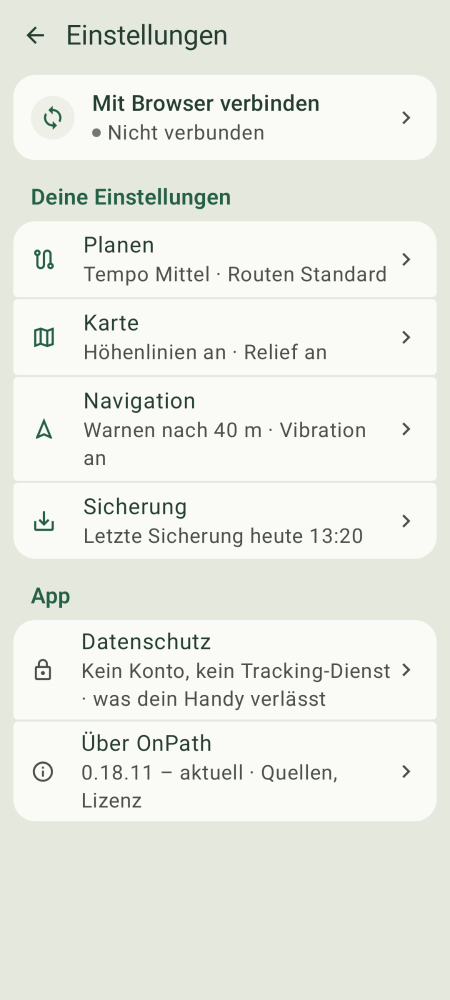 Einstellungen
Mit Browser verbinden
Nicht verbunden
Deine Einstellungen
Planen
Tempo Mittel · Routen Standard
Karte
Höhenlinien an · Relief an
Navigation
Warnen nach 40 m · Vibration
an
Sicherung
Letzte Sicherung heute 13:20
App
Datenschutz
Kein Konto, kein Tracking-Dienst
· was dein Handy verlässt
Über OnPath
0.18.11 – aktuell · Quellen,
Lizenz